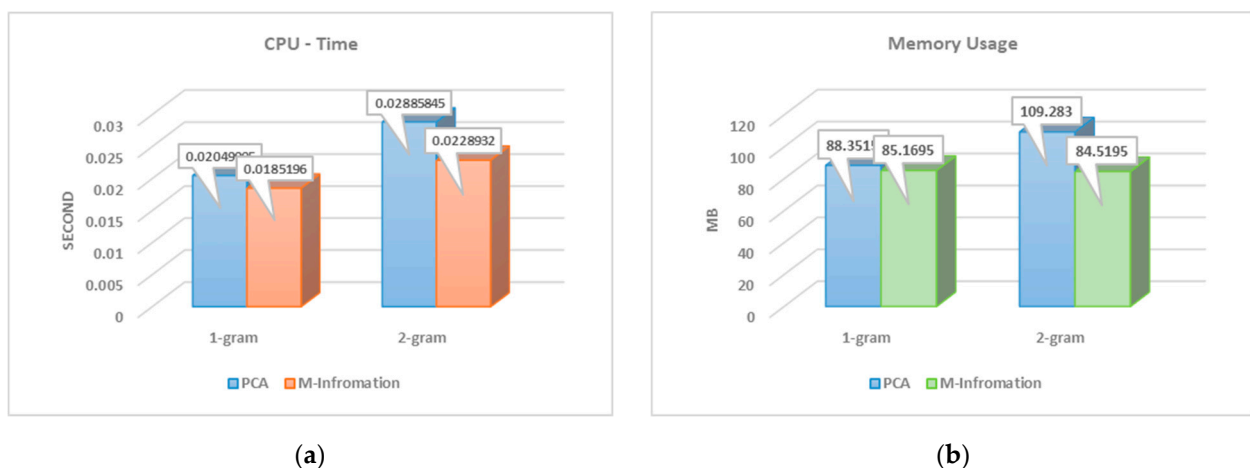 CPU - Time
0.03
0.025
0.02
0.015
0.01
0.005
0
SECOND
0.02885845
0.0228932
0.0185196
1-gram
2-gram
PCA
M-Infromation
(a)
Memory Usage
120
100
80
60
40
20
0
MB
109.283
85.1695
84.5195
1-gram
2-gram
PCA
M-Infromation
(b)